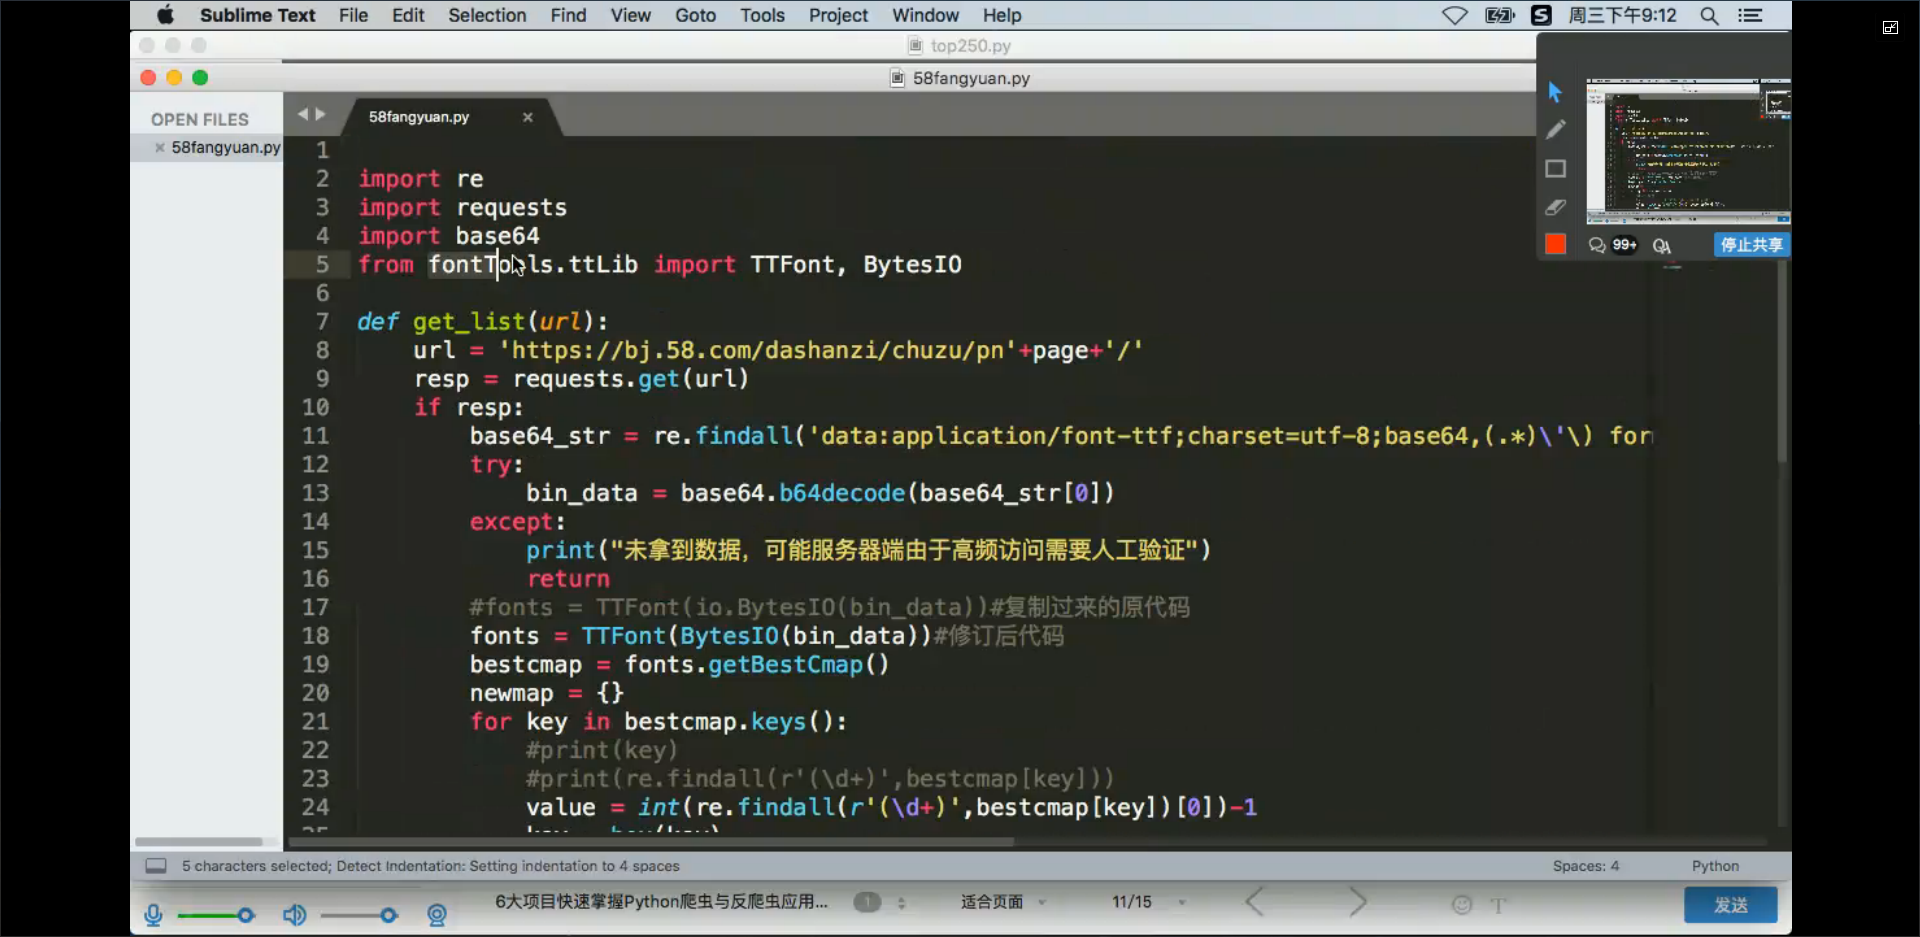 Sublime Text File Edit Selection Find View Goto Tools Project Window Help
周三下午9:12
top250.py
58fangyuan.py
OPEN FILES
58fangyuan.py
58fangyuan.py
1
2 import re
3 import requests
4 import base64
5 from fontTools.ttLib import TTFont, BytesIO
6
7 def get_list(url):
8 url = 'https://bj.58.com/dashanzi/chuzu/pn'+page+'/'
9 resp = requests.get(url)
10 if resp:
11 base64_str = re.findall('data:application/font-ttf;charset=utf-8;base64,(.*)\'\) for
12 try:
13 bin_data = base64.b64decode(base64_str[0])
14 except:
15 print("未拿到数据，可能服务器端由于高频访问需要人工验证")
16 return
17 #fonts = TTFont(io.BytesIO(bin_data))#复制过来的原代码
18 fonts = TTFont(BytesIO(bin_data))#修订后代码
19 bestcmap = fonts.getBestCmap()
20 newmap = {}
21 for key in bestcmap.keys():
22 #print(key)
23 #print(re.findall(r'(\d+)',bestcmap[key]))
24 value = int(re.findall(r'(\d+)',bestcmap[key])[0])-1
99+
停止共享
5 characters selected; Detect Indentation: Setting indentation to 4 spaces
Spaces: 4
Python
6大项目快速掌握Python爬虫与反爬虫应用...
1
适合页面
11/15
发送